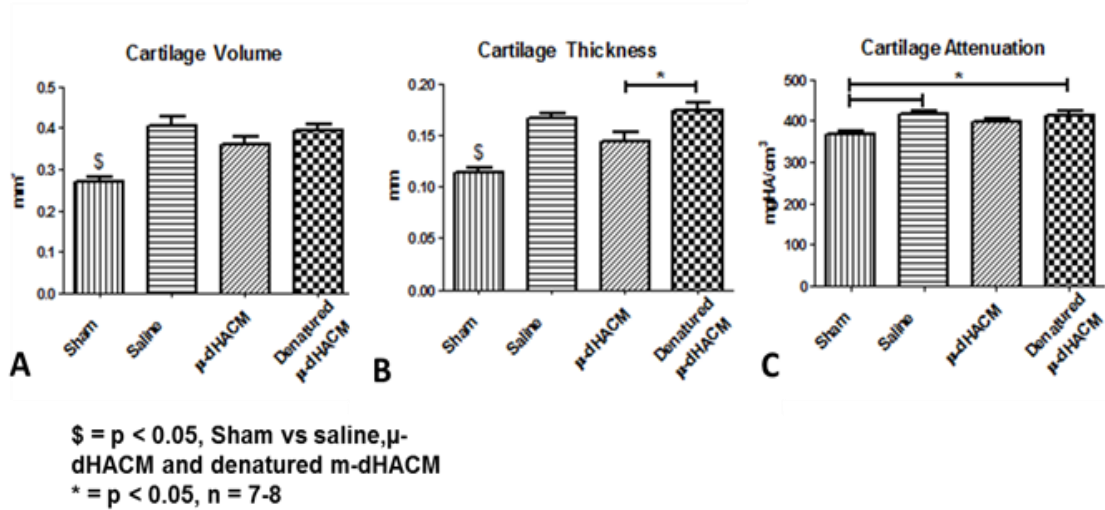 Cartilage Volume
mm³
0.5
0.4
0.3
0.2
0.1
0.0
$
Sham
Saline
µ-dHACM
Denatured
µ-dHACM
A
Cartilage Thickness
mm
0.20
0.15
0.10
0.05
0.00
$
*
Sham
Saline
µ-dHACM
Denatured
µ-dHACM
B
Cartilage Attenuation
mgHA/cm³
500
400
300
200
100
0
*
Sham
Saline
µ-dHACM
Denatured
µ-dHACM
C
$ = p < 0.05, Sham vs saline,µ-
dHACM and denatured m-dHACM
* = p < 0.05, n = 7-8